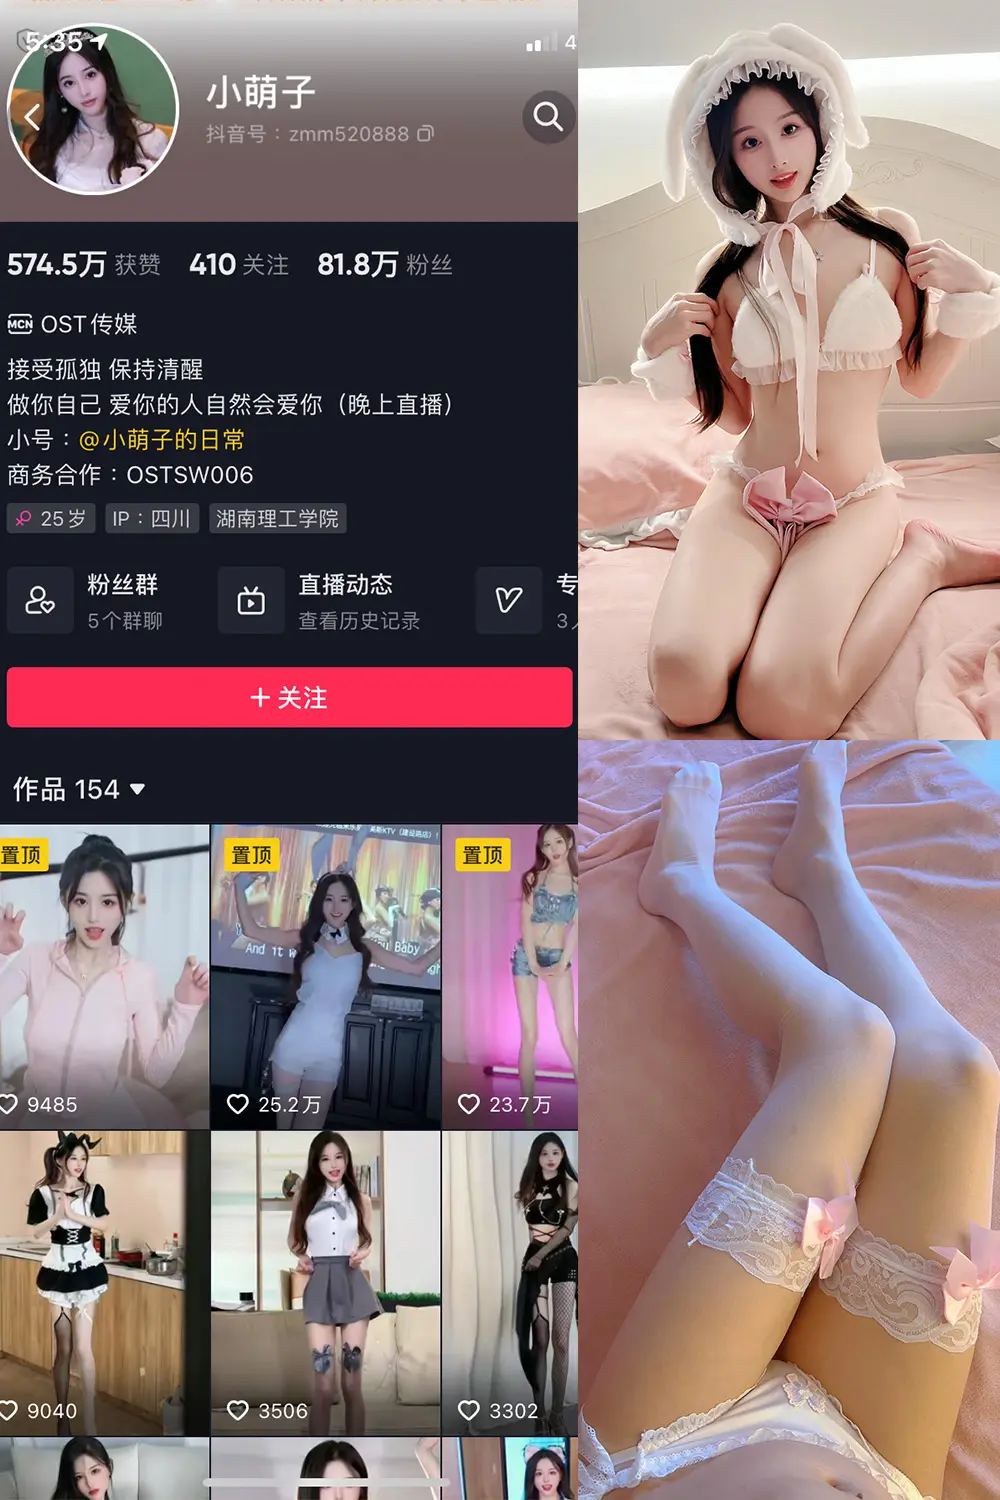 5:35
4
小萌子
抖音号：zmm520888
574.5万 获赞 410 关注 81.8万 粉丝
MCN OST传媒
接受孤独 保持清醒
做你自己 爱你的人自然会爱你（晚上直播）
小号：@小萌子的日常
商务合作：OSTSW006
25岁 IP：四川 湖南理工学院
粉丝群 直播动态 专
5个群聊 查看历史记录 3
+ 关注
作品 154
置顶 置顶 置顶
And it w
u Baby
9485 25.2万 23.7万
9040 3506 3302